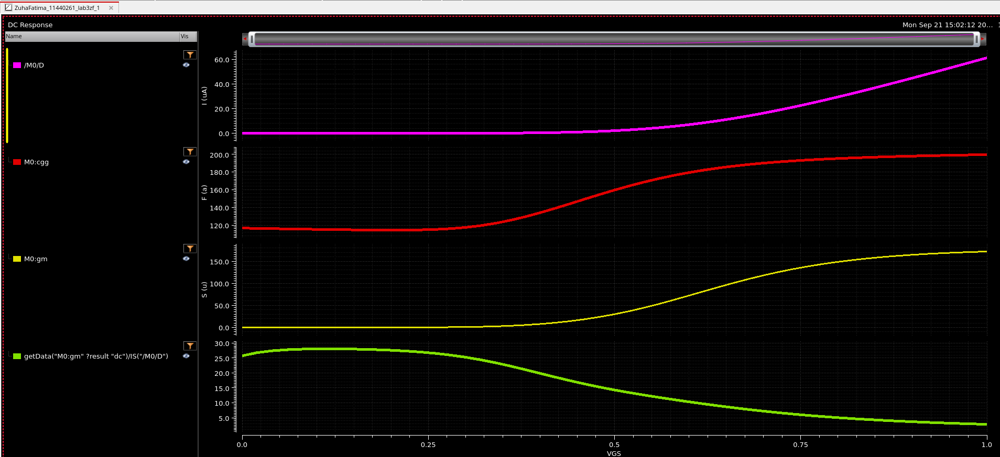 ZuhaFatima_11440261_lab3zf_1
DC Response
Mon Sep 21 15:02:12 20... 1
Name Vis
/M0/D
I (uA)
60.0
40.0
20.0
0.0
M0:cgg
F (a)
200.0
180.0
160.0
140.0
120.0
M0:gm
S (u)
150.0
100.0
50.0
0.0
getData("M0:gm" ?result "dc")/IS("/M0/D")
30.0
25.0
20.0
15.0
10.0
5.0
0.0 0.25 0.5 0.75 1.0
VGS